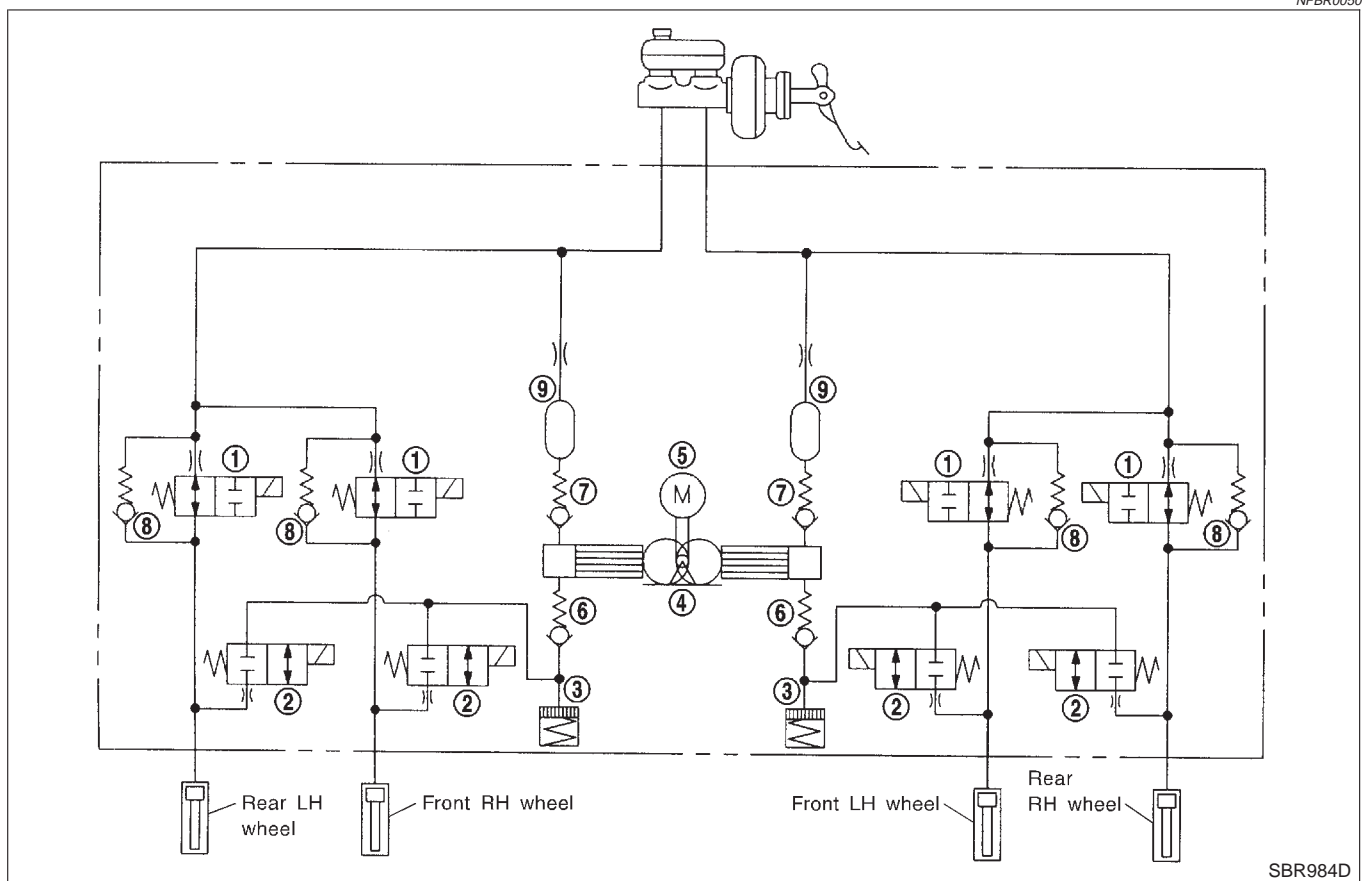 NFBR0050
⑨ ⑨
① ① ⑤ ① ①
M
⑦ ⑦
⑧ ⑧ ⑧ ⑧
④
⑥ ⑥
③ ③
② ② ② ②
Rear LH
wheel
Front RH wheel
Front LH wheel
Rear
RH wheel
SBR984D